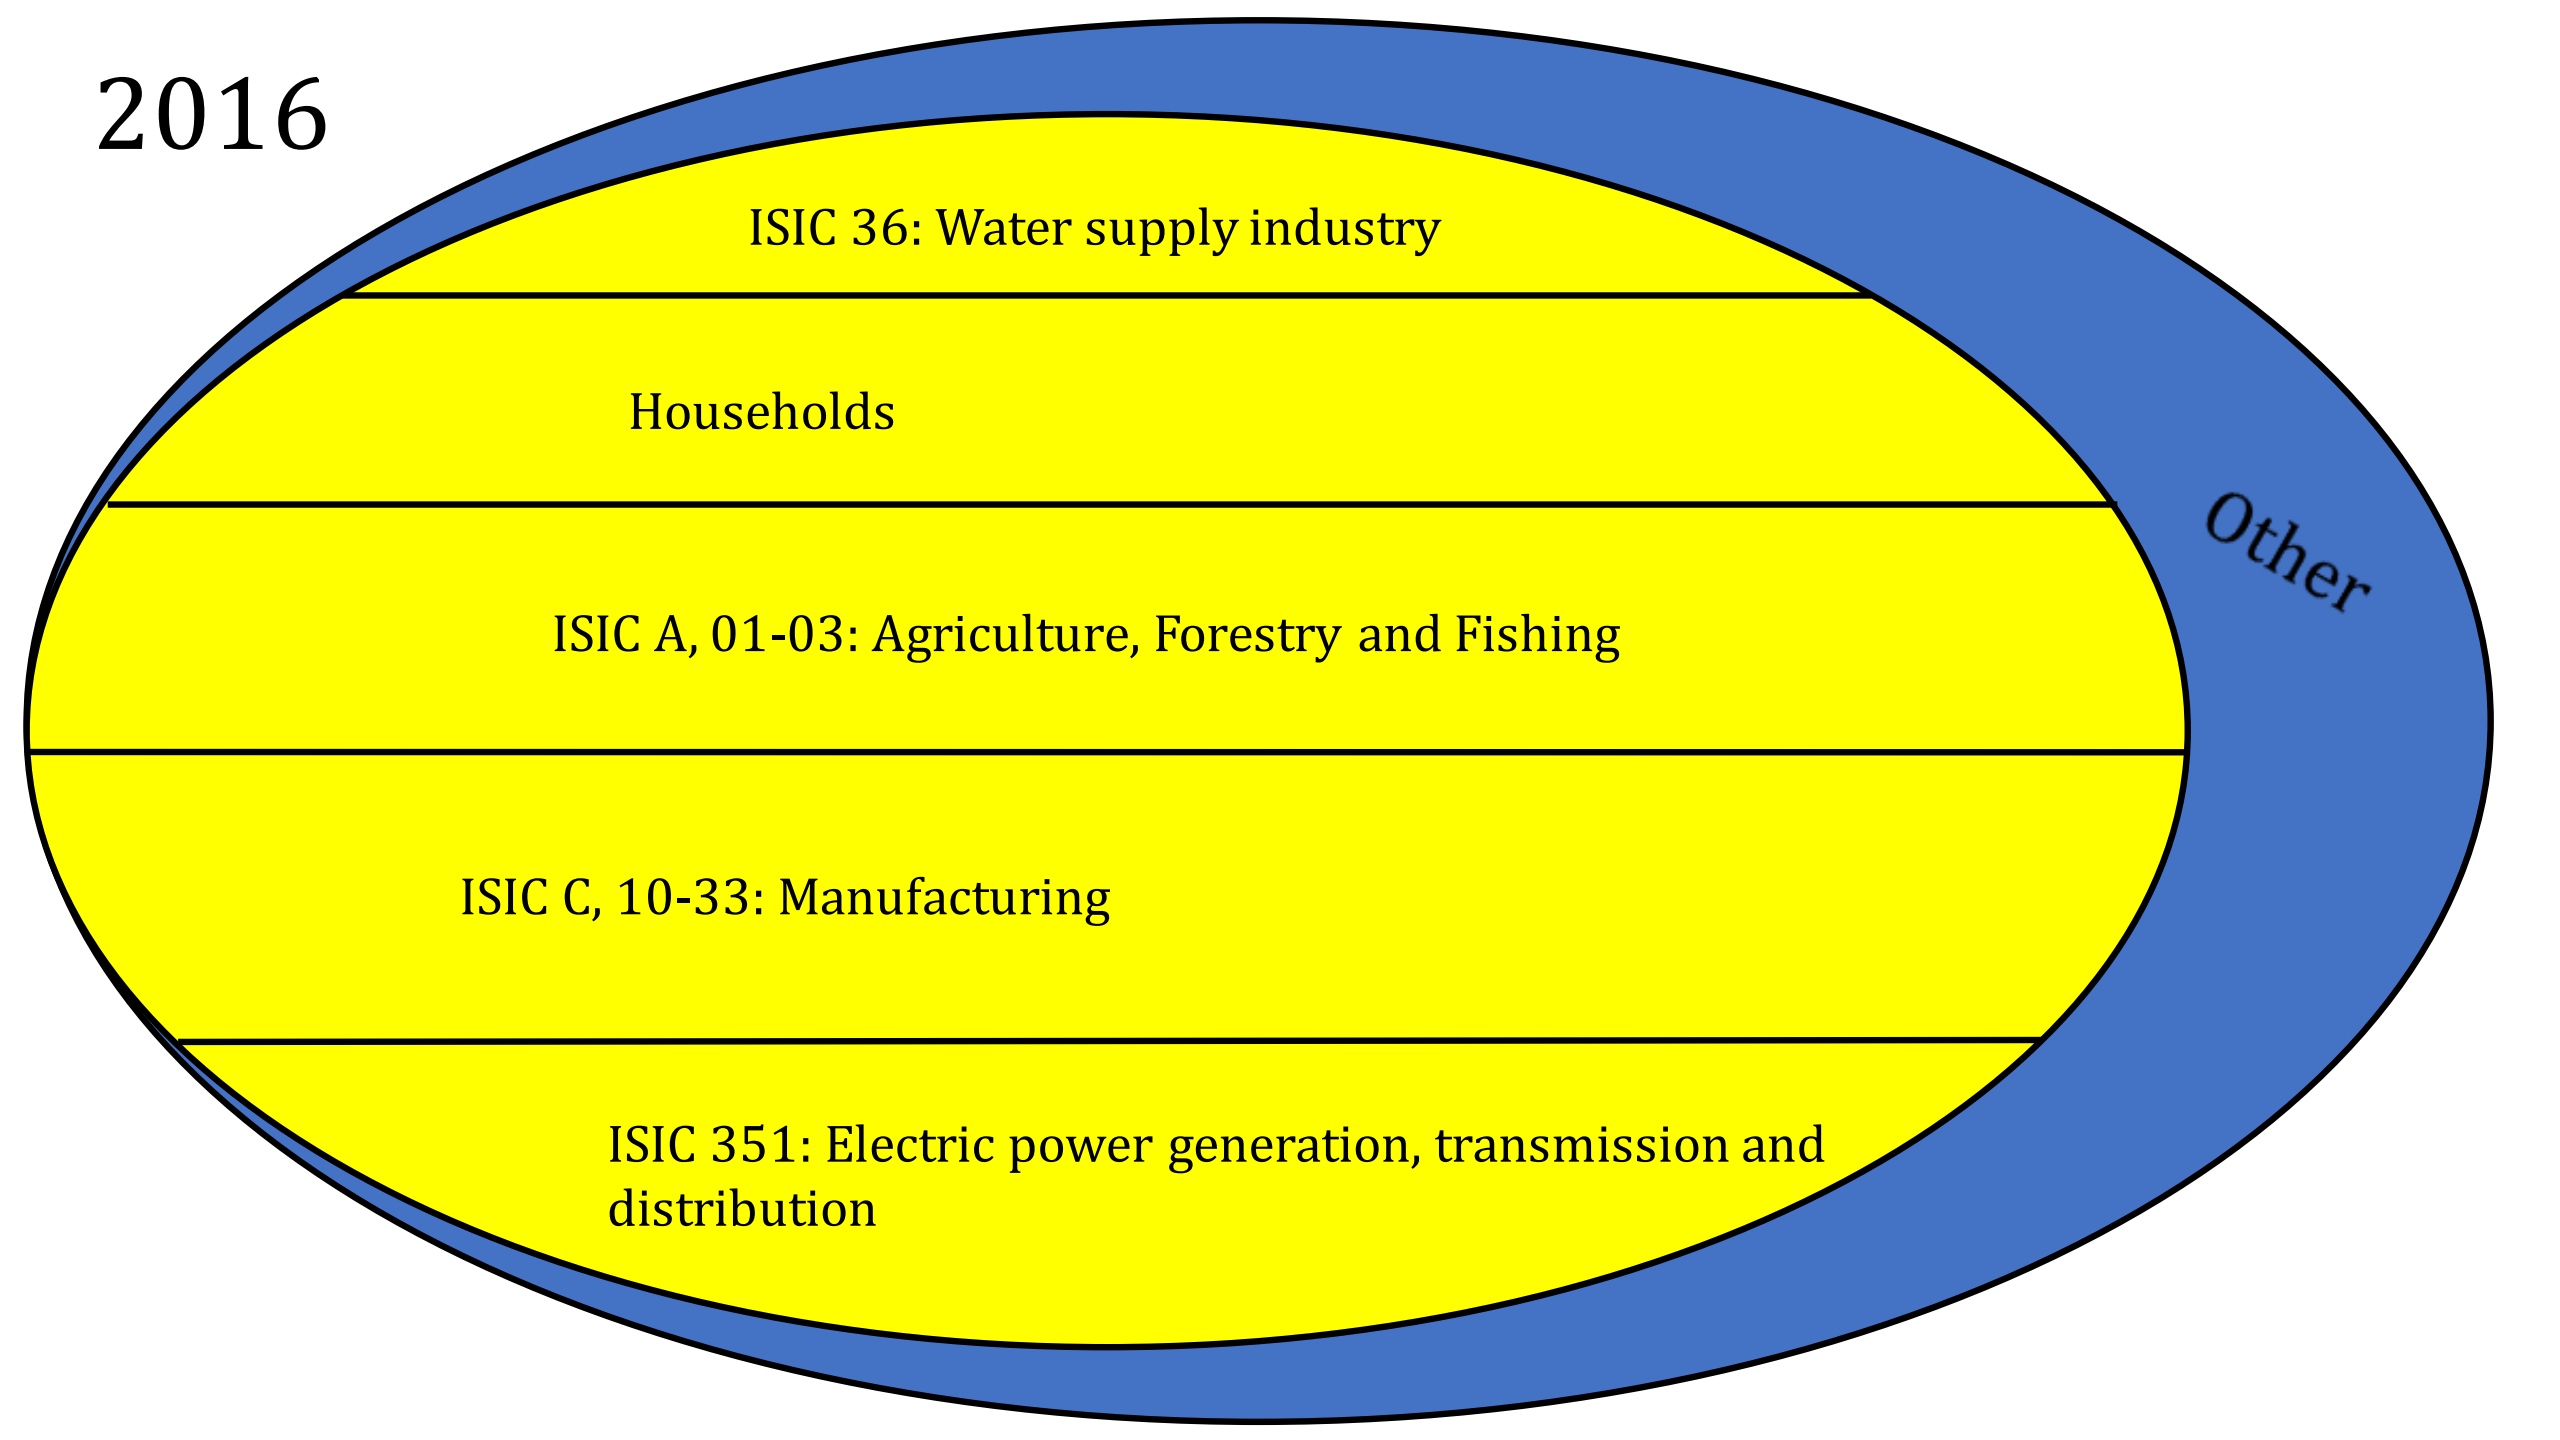 2016
ISIC 36: Water supply industry
Households
Other
ISIC A, 01-03: Agriculture, Forestry and Fishing
ISIC C, 10-33: Manufacturing
ISIC 351: Electric power generation, transmission and
distribution